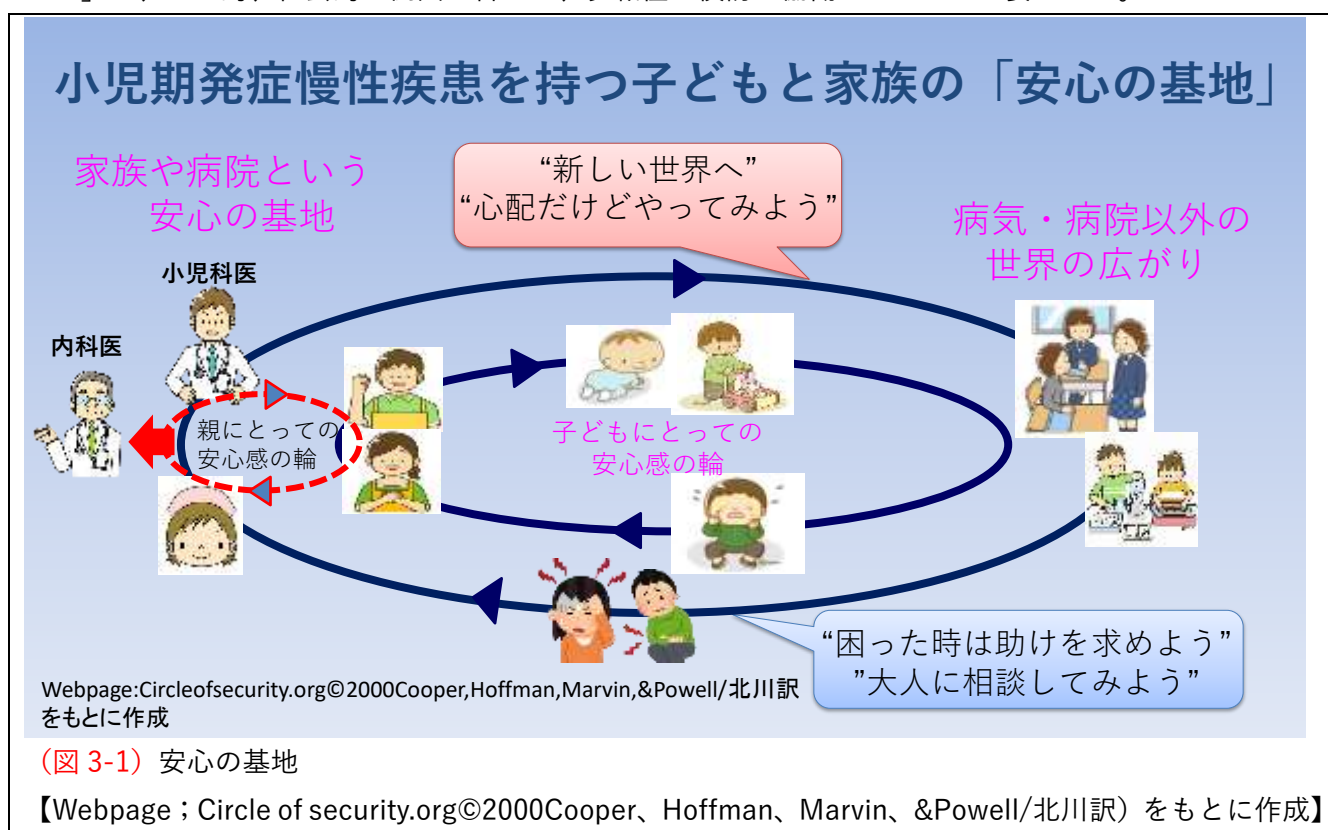 小児期発症慢性疾患を持つ子どもと家族の「安心の基地」
家族や病院という
安心の基地
“新しい世界へ”
“心配だけどやってみよう”
病気・病院以外の
世界の広がり
小児科医
内科医
親にとっての
安心感の輪
子どもにとっての
安心感の輪
“困った時は助けを求めよう”
”大人に相談してみよう”
Webpage:Circleofsecurity.org©2000Cooper,Hoffman,Marvin,&Powell/北川訳
をもとに作成
（図 3-1）安心の基地
【Webpage；Circle of security.org©2000Cooper、Hoffman、Marvin、&Powell/北川訳）をもとに作成】